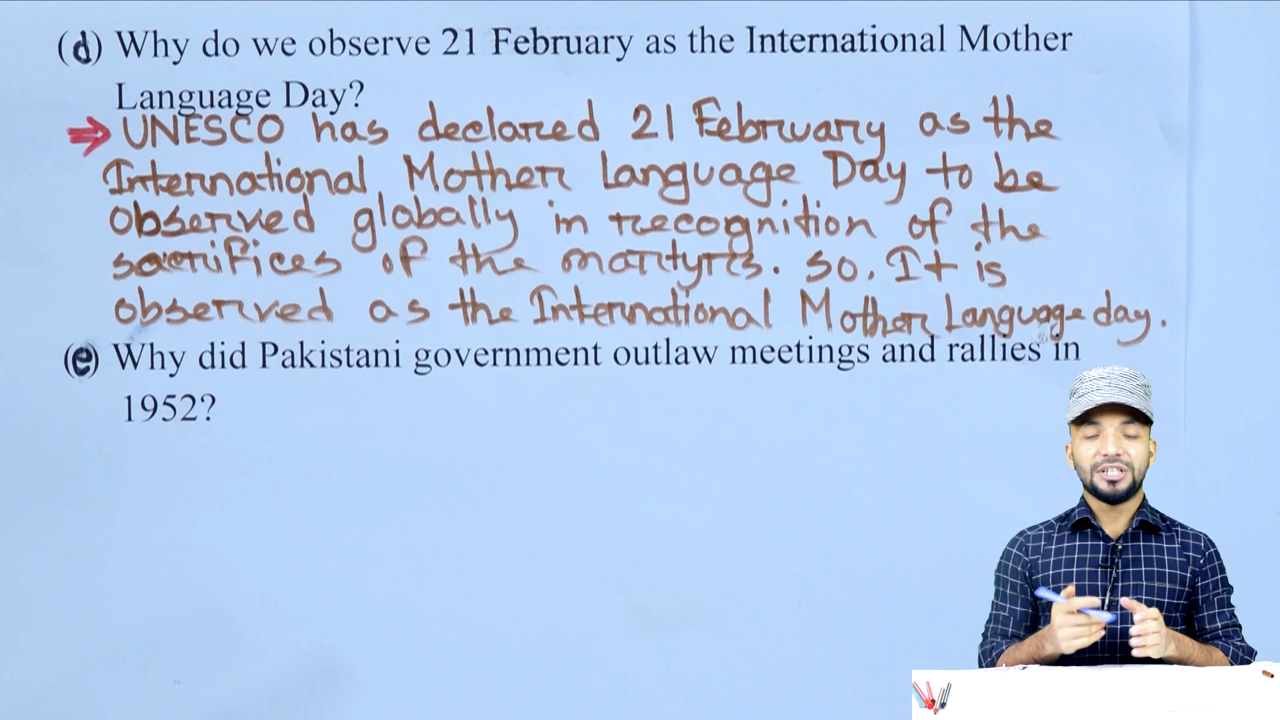 (d) Why do we observe 21 February as the International Mother
Language Day?
UNESCO has declared 21 February as the
International Mother Language Day to be
observed globally in recognition of the
sacrifices of the martyrs. so. It is
observed as the International Mother Language day.
(e) Why did Pakistani government outlaw meetings and rallies in
1952?